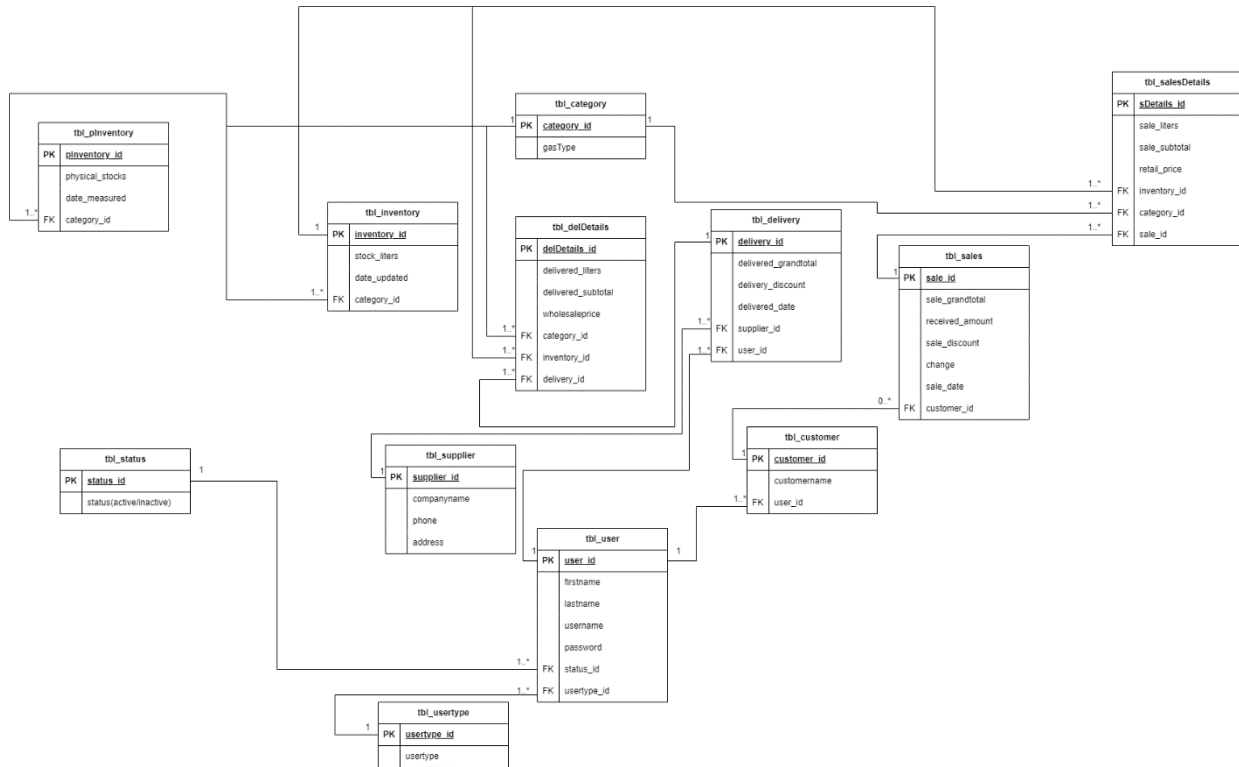 tbl_salesDetails
PK sDetails_id
sale_liters
sale_subtotal
retail_price
1..* FK inventory_id
1..* FK category_id
1..* FK sale_id
tbl_category
1 PK category_id 1
gasType
tbl_pInventory
PK pInventory_id
physical_stocks
date_measured
1..* FK category_id
tbl_inventory
1 PK inventory_id
stock_liters
date_updated
1..* FK category_id
tbl_delDetails
PK delDetails_id
delivered_liters
delivered_subtotal
wholesaleprice
1..* FK category_id
1..* FK inventory_id
1..* FK delivery_id
tbl_delivery
1 PK delivery_id
delivered_grandtotal
delivery_discount
delivered_date
1..* FK supplier_id
1..* FK user_id
tbl_sales
1 PK sale_id
sale_grandtotal
received_amount
sale_discount
change
sale_date
0..* FK customer_id
tbl_customer
1 PK customer_id
customername
1..* FK user_id
tbl_status
PK status_id 1
status(active/inactive)
tbl_supplier
1 PK supplier_id
companyname
phone
address
tbl_user
1 PK user_id 1
firstname
lastname
username
password
1..* FK status_id
1..* FK usertype_id
tbl_usertype
1 PK usertype_id
usertype